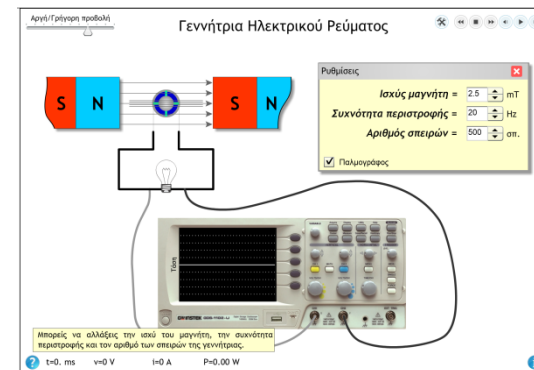 Αργή/Γρήγορη προβολή
Γεννήτρια Ηλεκτρικού Ρεύματος
Ρυθμίσεις
Ισχύς μαγνήτη = 2.5 mT
Συχνότητα περιστροφής = 20 Hz
Αριθμός σπειρών = 500 σπ.
Παλμογράφος
S N S N
Τάση
Μπορείς να αλλάξεις την ισχύ του μαγνήτη, την συχνότητα
περιστροφής και τον αριθμό των σπειρών της γεννήτριας.
? t=0. ms v=0 V i=0 A P=0.00 W